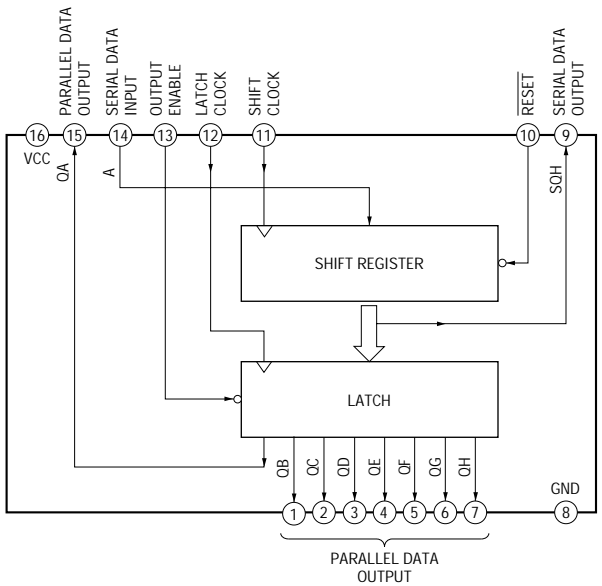 PARALLEL DATA
OUTPUT
SERIAL DATA
INPUT
OUTPUT
ENABLE
LATCH
CLOCK
SHIFT
CLOCK
RESET
SERIAL DATA
OUTPUT
16
15
14
13
12
11
10
9
VCC
QA
A
SQH
SHIFT REGISTER
LATCH
QB
QC
QD
QE
QF
QG
QH
GND
1
2
3
4
5
6
7
8
PARALLEL DATA
OUTPUT